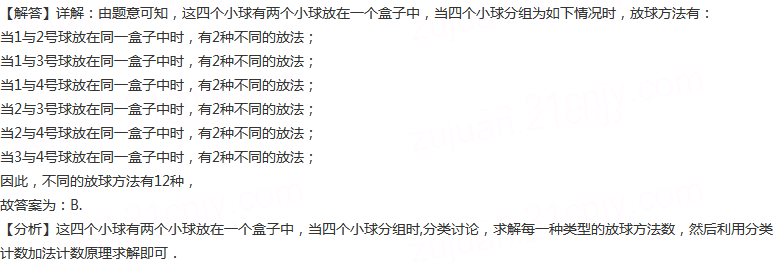 【解答】详解：由题意可知，这四个小球有两个小球放在一个盒子中，当四个小球分组为如下情况时，放球方法有：
当1与2号球放在同一盒子中时，有2种不同的放法；
当1与3号球放在同一盒子中时，有2种不同的放法；
当1与4号球放在同一盒子中时，有2种不同的放法；
当2与3号球放在同一盒子中时，有2种不同的放法；
当2与4号球放在同一盒子中时，有2种不同的放法；
当3与4号球放在同一盒子中时，有2种不同的放法；
因此，不同的放球方法有12种，
故答案为：B.
【分析】这四个小球有两个小球放在一个盒子中，当四个小球分组时,分类讨论，求解每一种类型的放球方法数，然后利用分类
计数加法计数原理求解即可．
zujuan.21cnjy.com